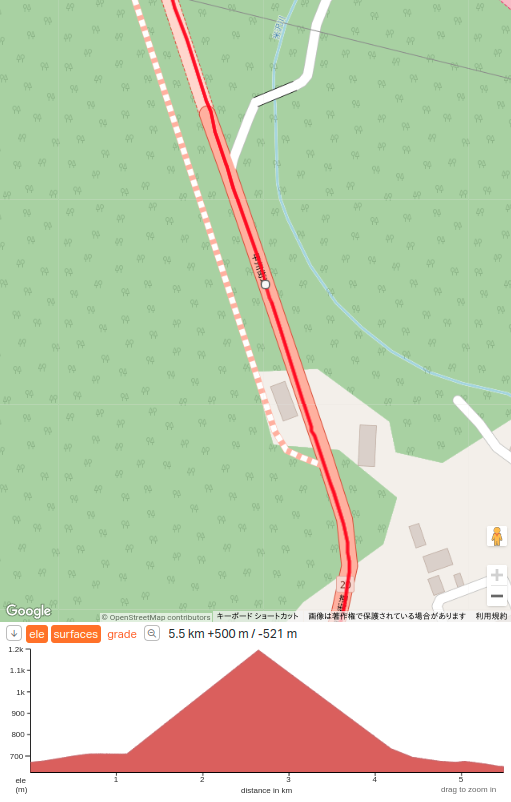 Google
© OpenStreetMap contributors
キーボード ショートカット
画像は著作権で保護されている場合があります
利用規約
ele
surfaces
grade
5.5 km +500 m / -521 m
1.2k
1.1k
1k
900
800
700
ele
(m)
1
2
3
4
5
distance in km
drag to zoom in